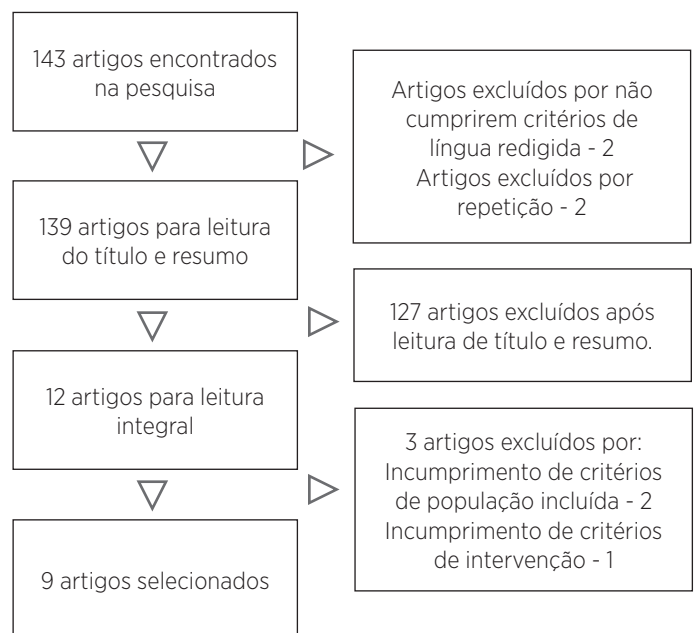 143 artigos encontrados
na pesquisa
Artigos excluídos por não
cumprirem critérios de
língua redigida - 2
Artigos excluídos por
repetição - 2
139 artigos para leitura
do título e resumo
127 artigos excluídos após
leitura de título e resumo.
12 artigos para leitura
integral
3 artigos excluídos por:
Incumprimento de critérios
de população incluída - 2
Incumprimento de critérios
de intervenção - 1
9 artigos selecionados